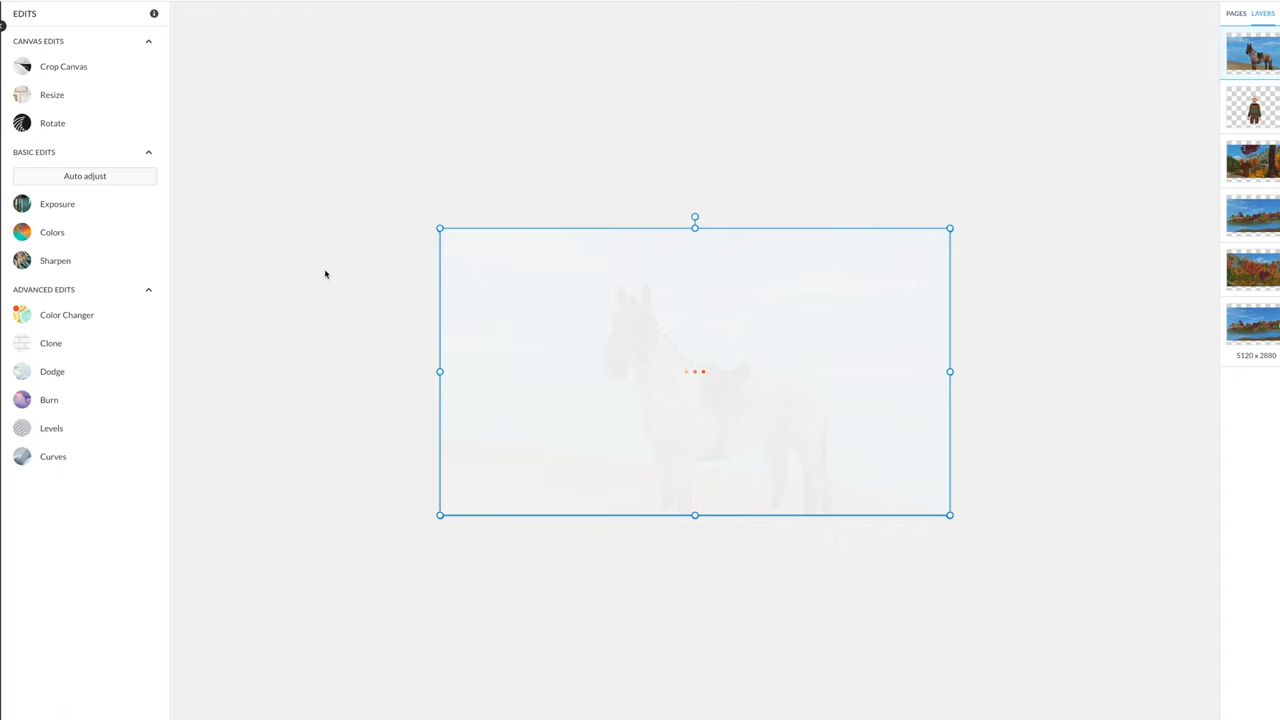 EDITS
CANVAS EDITS
Crop Canvas
Resize
Rotate
BASIC EDITS
Auto adjust
Exposure
Colors
Sharpen
ADVANCED EDITS
Color Changer
Clone
Dodge
Burn
Levels
Curves
PAGES LAYERS
5120 x 2880